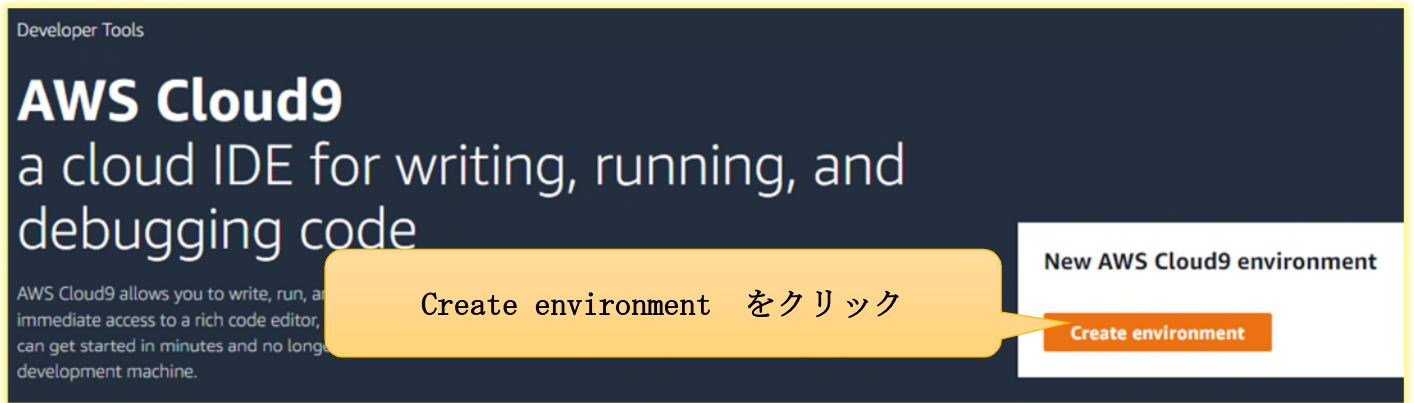 Developer Tools
AWS Cloud9
a cloud IDE for writing, running, and
debugging code
AWS Cloud9 allows you to write, run,
immediate access to a rich code editor,
can get started in minutes and no
development machine.
Create environment をクリック
New AWS Cloud9 environment
Create environment